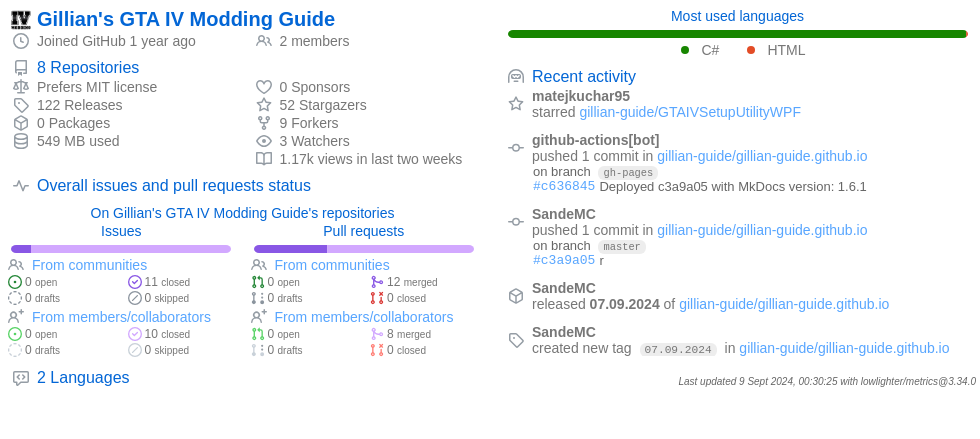 IV
Gillian's GTA IV Modding Guide
Joined GitHub 1 year ago
2 members
8 Repositories
Prefers MIT license
122 Releases
0 Packages
549 MB used
0 Sponsors
52 Stargazers
9 Forkers
3 Watchers
1.17k views in last two weeks
Overall issues and pull requests status
On Gillian's GTA IV Modding Guide's repositories
Issues
From communities
0 open 11 closed
0 drafts 0 skipped
From members/collaborators
0 open 10 closed
0 drafts 0 skipped
Pull requests
From communities
0 open 12 merged
0 drafts 0 closed
From members/collaborators
0 open 8 merged
0 drafts 0 closed
2 Languages
Most used languages
C# HTML
Recent activity
matejkuchar95
starred gillian-guide/GTAIVSetupUtilityWPF
github-actions[bot]
pushed 1 commit in gillian-guide/gillian-guide.github.io
on branch gh-pages
#c636845 Deployed c3a9a05 with MkDocs version: 1.6.1
SandeMC
pushed 1 commit in gillian-guide/gillian-guide.github.io
on branch master
#c3a9a05 r
SandeMC
released 07.09.2024 of gillian-guide/gillian-guide.github.io
SandeMC
created new tag 07.09.2024 in gillian-guide/gillian-guide.github.io
Last updated 9 Sept 2024, 00:30:25 with lowlighter/metrics@3.34.0